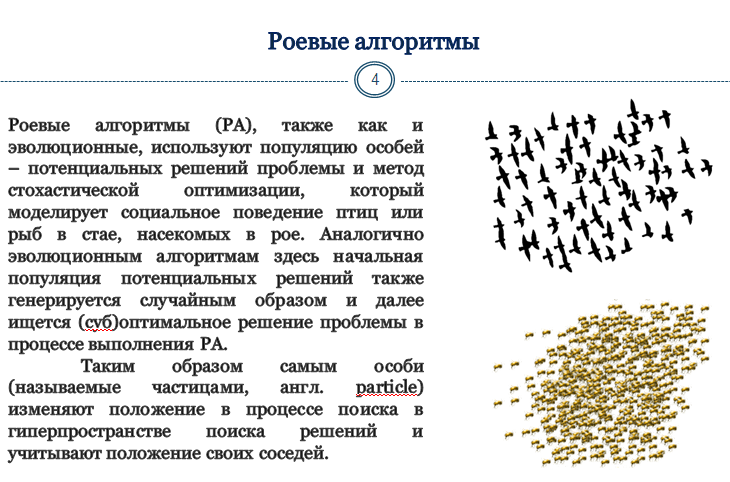 Роевые алгоритмы
4
Роевые алгоритмы (РА), также как и
эволюционные, используют популяцию особей
– потенциальных решений проблемы и метод
стохастической оптимизации, который
моделирует социальное поведение птиц или
рыб в стае, насекомых в рое. Аналогично
эволюционным алгоритмам здесь начальная
популяция потенциальных решений также
генерируется случайным образом и далее
ищется (суб)оптимальное решение проблемы в
процессе выполнения РА.
Таким образом самым особи
(называемые частицами, англ. particle)
изменяют положение в процессе поиска в
гиперпространстве поиска решений и
учитывают положение своих соседей.